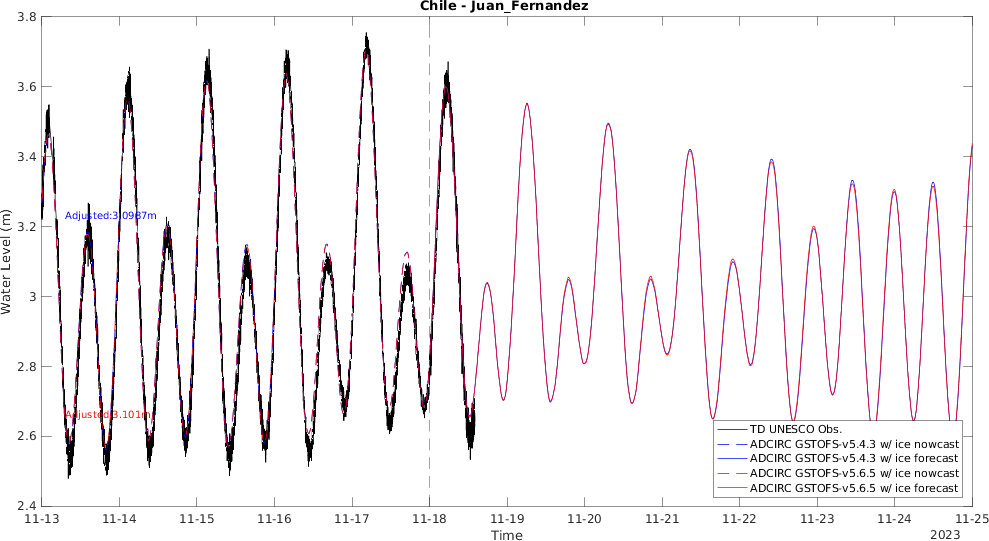 Chile - Juan_Fernandez
Water Level (m)
3.8
3.6
3.4
3.2
3
2.8
2.6
2.4
Adjusted:3.0987m
Adjusted:3.101m
TD UNESCO Obs.
ADCIRC GSTOFS-v5.4.3 w/ ice nowcast
ADCIRC GSTOFS-v5.4.3 w/ ice forecast
ADCIRC GSTOFS-v5.6.5 w/ ice nowcast
ADCIRC GSTOFS-v5.6.5 w/ ice forecast
11-13 11-14 11-15 11-16 11-17 11-18 11-19 11-20 11-21 11-22 11-23 11-24 11-25
Time
2023